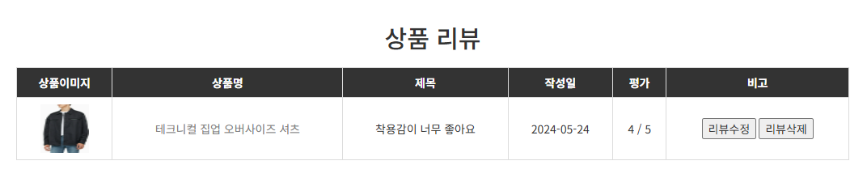 상품 리뷰
상품이미지 상품명 제목 작성일 평가 비고
테크니컬 집업 오버사이즈 셔츠 착용감이 너무 좋아요 2024-05-24 4 / 5 리뷰수정 리뷰삭제